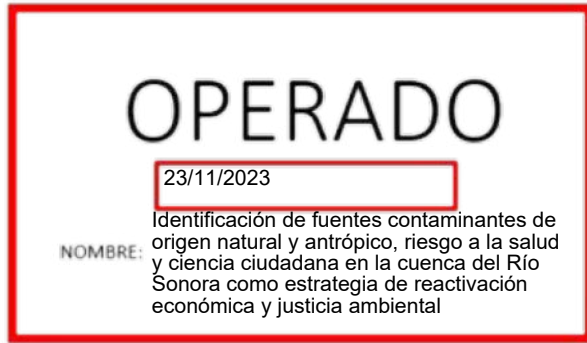 OPERADO
23/11/2023
NOMBRE: Identificación de fuentes contaminantes de
origen natural y antrópico, riesgo a la salud
y ciencia ciudadana en la cuenca del Río
Sonora como estrategia de reactivación
económica y justicia ambiental